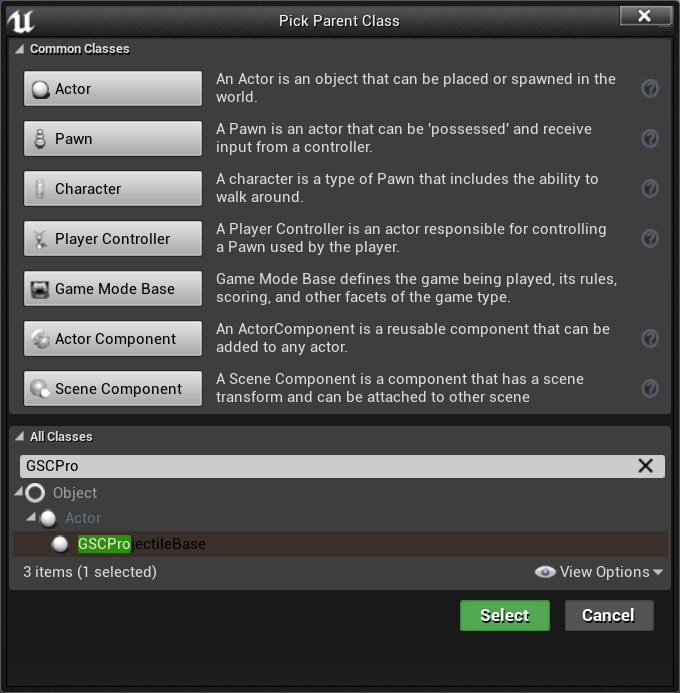 Pick Parent Class
Common Classes
Actor
An Actor is an object that can be placed or spawned in the
world.
Pawn
A Pawn is an actor that can be 'possessed' and receive
input from a controller.
Character
A character is a type of Pawn that includes the ability to
walk around.
Player Controller
A Player Controller is an actor responsible for controlling
a Pawn used by the player.
Game Mode Base
Game Mode Base defines the game being played, its rules,
scoring, and other facets of the game type.
Actor Component
An ActorComponent is a reusable component that can be
added to any actor.
Scene Component
A Scene Component is a component that has a scene
transform and can be attached to other scene
All Classes
GSCPro
Object
Actor
GSCProjectileBase
3 items (1 selected)
View Options
Select
Cancel